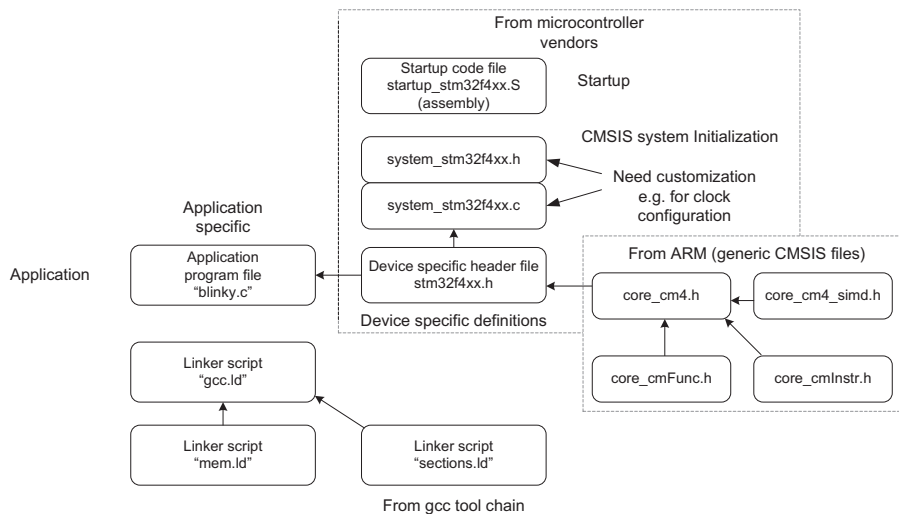 From microcontroller
vendors
Startup code file
startup_stm32f4xx.S
(assembly)
Startup
CMSIS system Initialization
system_stm32f4xx.h
Need customization
e.g. for clock
configuration
system_stm32f4xx.c
Application
specific
Application
Application
program file
“blinky.c”
Device specific header file
stm32f4xx.h
Device specific definitions
From ARM (generic CMSIS files)
core_cm4.h
core_cm4_simd.h
core_cmFunc.h
core_cmInstr.h
Linker script
“gcc.ld”
Linker script
“mem.ld”
Linker script
“sections.ld”
From gcc tool chain